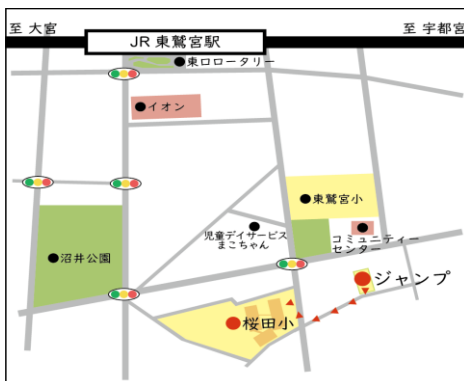 至 大宮
至 宇都宮
JR 東鷲宮駅
東口ロータリー
イオン
東鷲宮小
児童デイサービス
まこちゃん
コミュニティー
センター
沼井公園
ジャンプ
桜田小